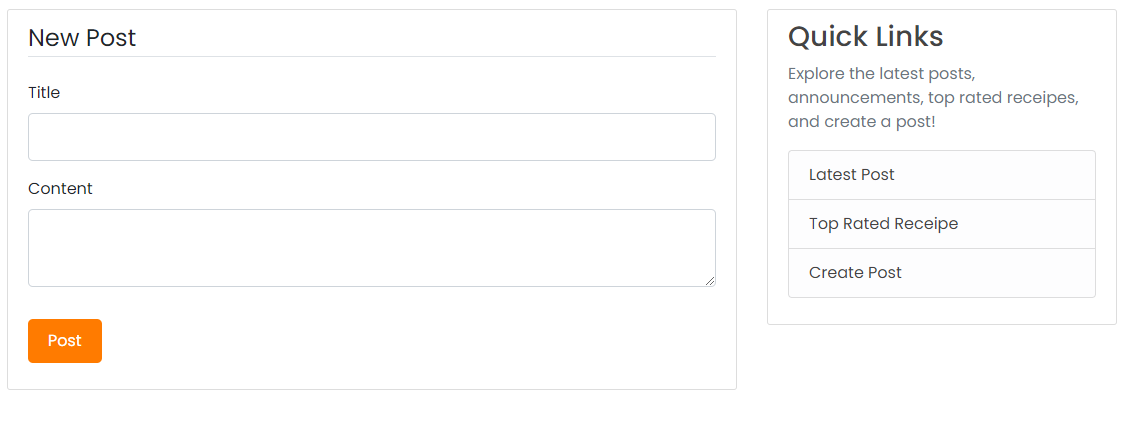 New Post
Title
Content
Post
Quick Links
Explore the latest posts,
announcements, top rated receipes,
and create a post!
Latest Post
Top Rated Receipe
Create Post